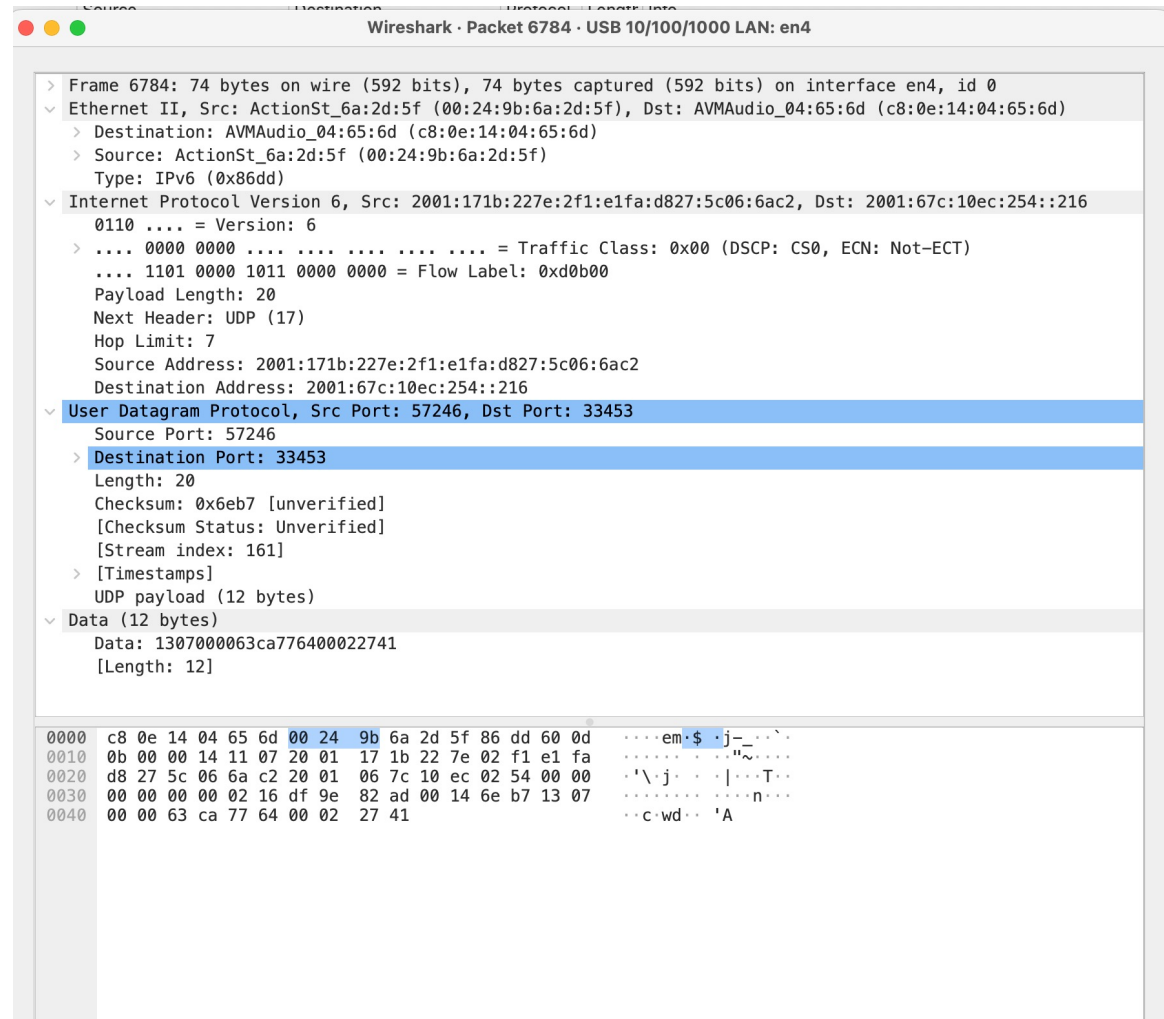 Source Destination Protocol Lengtr Info
Wireshark · Packet 6784 · USB 10/100/1000 LAN: en4
Frame 6784: 74 bytes on wire (592 bits), 74 bytes captured (592 bits) on interface en4, id 0
Ethernet II, Src: ActionSt_6a:2d:5f (00:24:9b:6a:2d:5f), Dst: AVMAudio_04:65:6d (c8:0e:14:04:65:6d)
Destination: AVMAudio_04:65:6d (c8:0e:14:04:65:6d)
Source: ActionSt_6a:2d:5f (00:24:9b:6a:2d:5f)
Type: IPv6 (0x86dd)
Internet Protocol Version 6, Src: 2001:171b:227e:2f1:e1fa:d827:5c06:6ac2, Dst: 2001:67c:10ec:254::216
0110 .... = Version: 6
.... 0000 0000 .... .... .... .... .... = Traffic Class: 0x00 (DSCP: CS0, ECN: Not-ECT)
.... 1101 0000 1011 0000 0000 = Flow Label: 0xd0b00
Payload Length: 20
Next Header: UDP (17)
Hop Limit: 7
Source Address: 2001:171b:227e:2f1:e1fa:d827:5c06:6ac2
Destination Address: 2001:67c:10ec:254::216
User Datagram Protocol, Src Port: 57246, Dst Port: 33453
Source Port: 57246
Destination Port: 33453
Length: 20
Checksum: 0x6eb7 [unverified]
[Checksum Status: Unverified]
[Stream index: 161]
[Timestamps]
UDP payload (12 bytes)
Data (12 bytes)
Data: 1307000063ca776400022741
[Length: 12]
0000 c8 0e 14 04 65 6d 00 24 9b 6a 2d 5f 86 dd 60 0d ····em·$ ·j-_··`·
0010 0b 00 00 14 11 07 20 01 17 1b 22 7e 02 f1 e1 fa ······ · ··"~····
0020 d8 27 5c 06 6a c2 20 01 06 7c 10 ec 02 54 00 00 ·'\·j· · ·|···T··
0030 00 00 00 00 02 16 df 9e 82 ad 00 14 6e b7 13 07 ········ ····n···
0040 00 00 63 ca 77 64 00 02 27 41 ··c·wd·· 'A